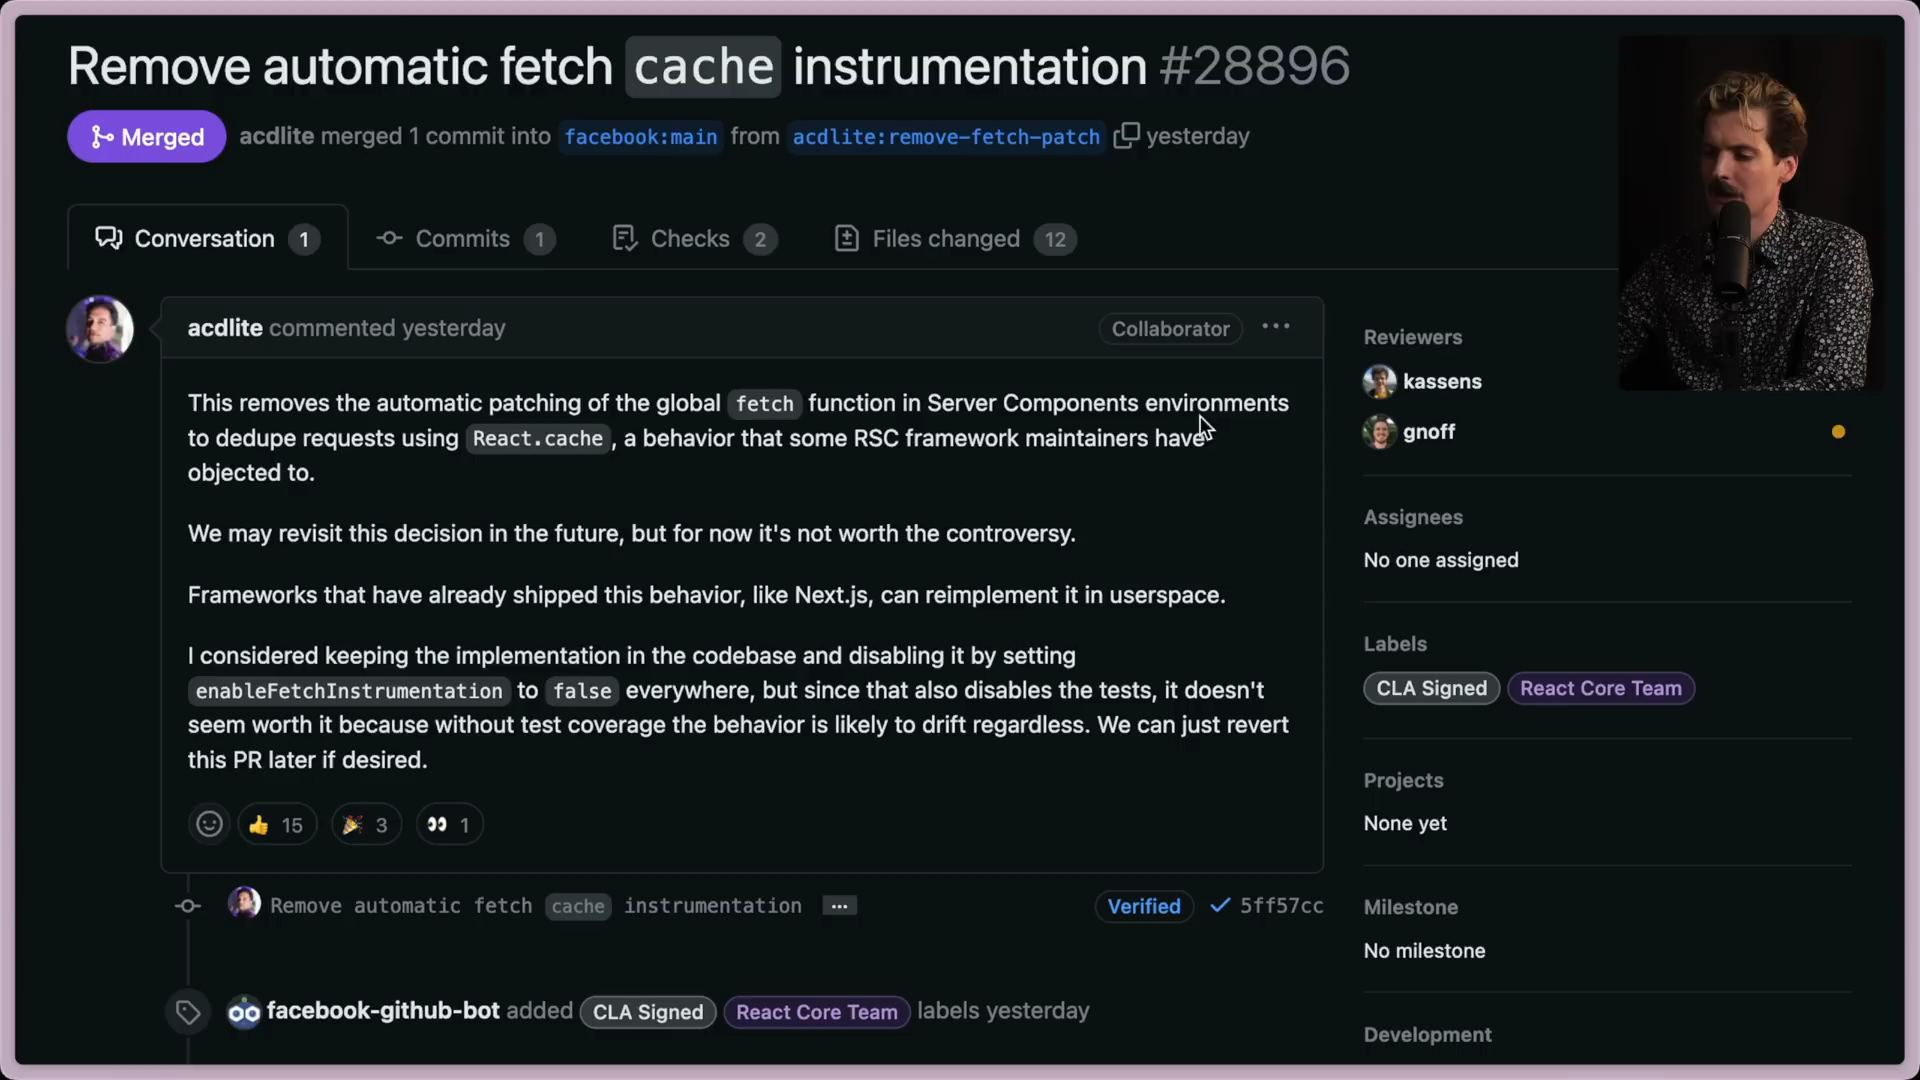 Remove automatic fetch cache instrumentation #28896
Merged acdlite merged 1 commit into facebook:main from acdlite:remove-fetch-patch yesterday
Conversation 1 Commits 1 Checks 2 Files changed 12
acdlite commented yesterday Collaborator ...
This removes the automatic patching of the global fetch function in Server Components environments
to dedupe requests using React.cache, a behavior that some RSC framework maintainers have
objected to.
We may revisit this decision in the future, but for now it's not worth the controversy.
Frameworks that have already shipped this behavior, like Next.js, can reimplement it in userspace.
I considered keeping the implementation in the codebase and disabling it by setting
enableFetchInstrumentation to false everywhere, but since that also disables the tests, it doesn't
seem worth it because without test coverage the behavior is likely to drift regardless. We can just revert
this PR later if desired.
👍 15 🎉 3 👀 1
Remove automatic fetch cache instrumentation ... Verified 5ff57cc
facebook-github-bot added CLA Signed React Core Team labels yesterday
Reviewers
kassens
gnoff
Assignees
No one assigned
Labels
CLA Signed React Core Team
Projects
None yet
Milestone
No milestone
Development